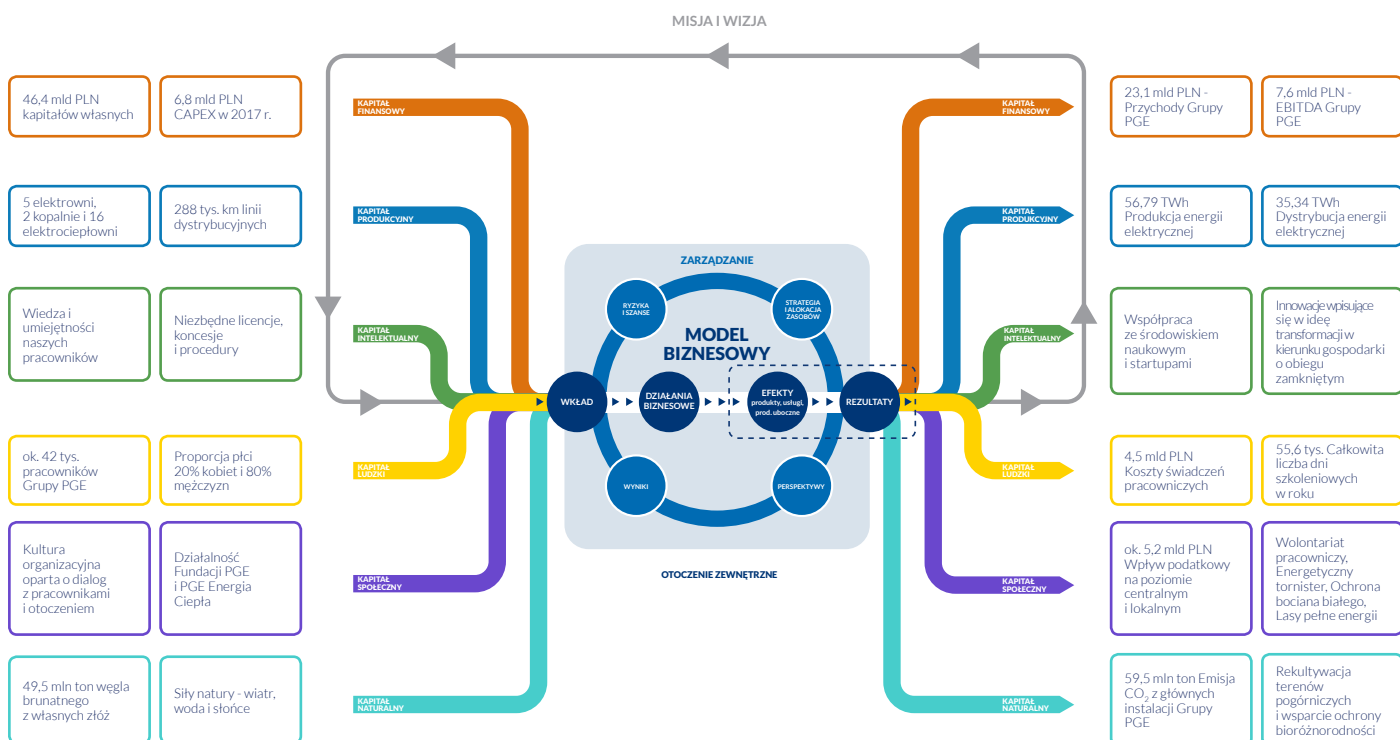 MISJA I WIZJA
46,4 mld PLN
kapitałów własnych
6,8 mld PLN
CAPEX w 2017 r.
5 elektrowni,
2 kopalnie i 16
elektrociepłowni
288 tys. km linii
dystrybucyjnych
Wiedza i
umiejętności
naszych
pracowników
Niezbędne licencje,
koncesje
i procedury
ok. 42 tys.
pracowników
Grupy PGE
Proporcja płci
20% kobiet i 80%
mężczyzn
Kultura
organizacyjna
oparta o dialog
z pracownikami
i otoczeniem
Działalność
Fundacji PGE
i PGE Energia
Ciepła
49,5 mln ton węgla
brunatnego
z własnych złóż
Siły natury - wiatr,
woda i słońce
KAPITAŁ
FINANSOWY
KAPITAŁ
PRODUKCYJNY
KAPITAŁ
INTELEKTUALNY
KAPITAŁ
LUDZKI
KAPITAŁ
SPOŁECZNY
KAPITAŁ
NATURALNY
ZARZĄDZANIE
RYZYKA
I SZANSE
STRATEGIA
I ALOKACJA
ZASOBÓW
MODEL
BIZNESOWY
WKŁAD
DZIAŁANIA
BIZNESOWE
EFEKTY
produkty, usługi,
prod. uboczne
REZULTATY
WYNIKI
PERSPEKTYWY
OTOCZENIE ZEWNĘTRZNE
KAPITAŁ
FINANSOWY
KAPITAŁ
PRODUKCYJNY
KAPITAŁ
INTELEKTUALNY
KAPITAŁ
LUDZKI
KAPITAŁ
SPOŁECZNY
KAPITAŁ
NATURALNY
23,1 mld PLN -
Przychody Grupy
PGE
7,6 mld PLN -
EBITDA Grupy
PGE
56,79 TWh
Produkcja energii
elektrycznej
35,34 TWh
Dystrybucja energii
elektrycznej
Współpraca
ze środowiskiem
naukowym
i startupami
Innowacje wpisujące
się w ideę
transformacji w
kierunku gospodarki
o obiegu
zamkniętym
4,5 mld PLN
Koszty świadczeń
pracowniczych
55,6 tys. Całkowita
liczba dni
szkoleniowych
w roku
ok. 5,2 mld PLN
Wpływ podatkowy
na poziomie
centralnym
i lokalnym
Wolontariat
pracowniczy,
Energetyczny
tornister, Ochrona
bociana białego,
Lasy pełne energii
59,5 mln ton Emisja
CO₂ z głównych
instalacji Grupy
PGE
Rekultywacja
terenów
pogórniczych
i wsparcie ochrony
bioróżnorodności